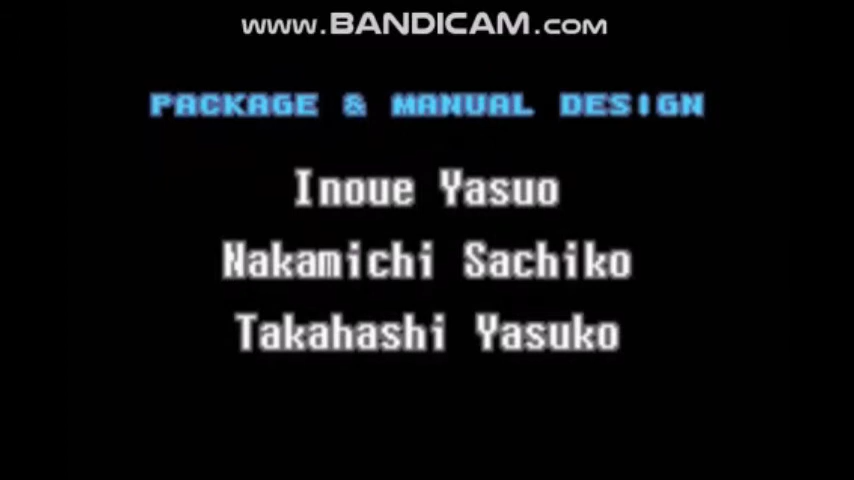 www.BANDICAM.com
PACKAGE & MANUAL DESIGN
Inoue Yasuo
Nakamichi Sachiko
Takahashi Yasuko